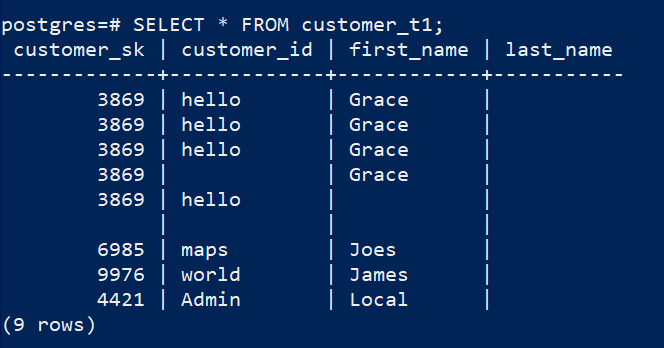 postgres=# SELECT * FROM customer_t1;
 customer_sk | customer_id | first_name | last_name
-------------+-------------+------------+-----------
        3869 | hello       | Grace      |
        3869 | hello       | Grace      |
        3869 | hello       | Grace      |
        3869 |             | Grace      |
        3869 | hello       |            |
             |             |            |
        6985 | maps        | Joes       |
        9976 | world       | James      |
        4421 | Admin       | Local      |
(9 rows)